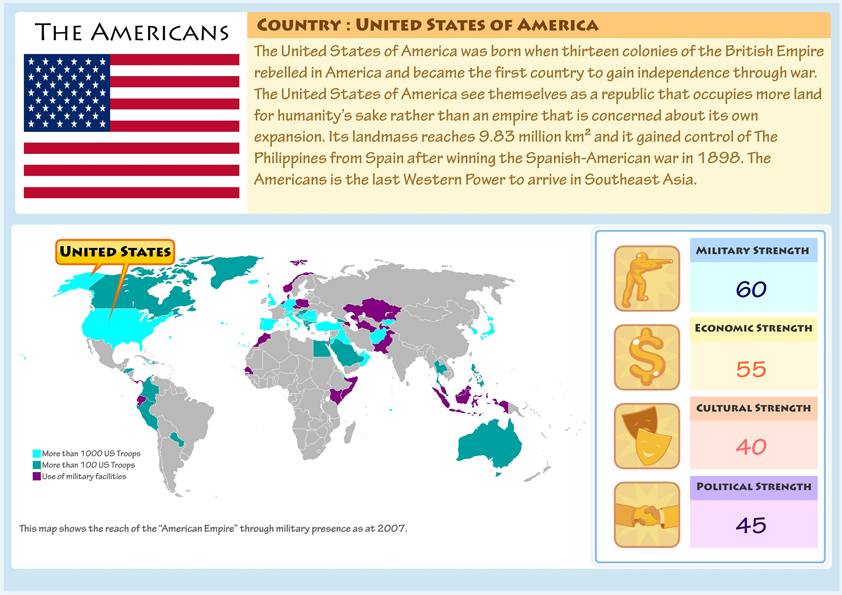 The Americans
Country : United States of America
The United States of America was born when thirteen colonies of the British Empire
rebelled in America and became the first country to gain independence through war.
The United States of America see themselves as a republic that occupies more land
for humanity's sake rather than an empire that is concerned about its own
expansion. Its landmass reaches 9.83 million km² and it gained control of The
Philippines from Spain after winning the Spanish-American war in 1898. The
Americans is the last Western Power to arrive in Southeast Asia.
United States
More than 1000 US Troops
More than 100 US Troops
Use of military facilities
This map shows the reach of the "American Empire" through military presence as at 2007.
Military Strength
60
Economic Strength
55
Cultural Strength
40
Political Strength
45